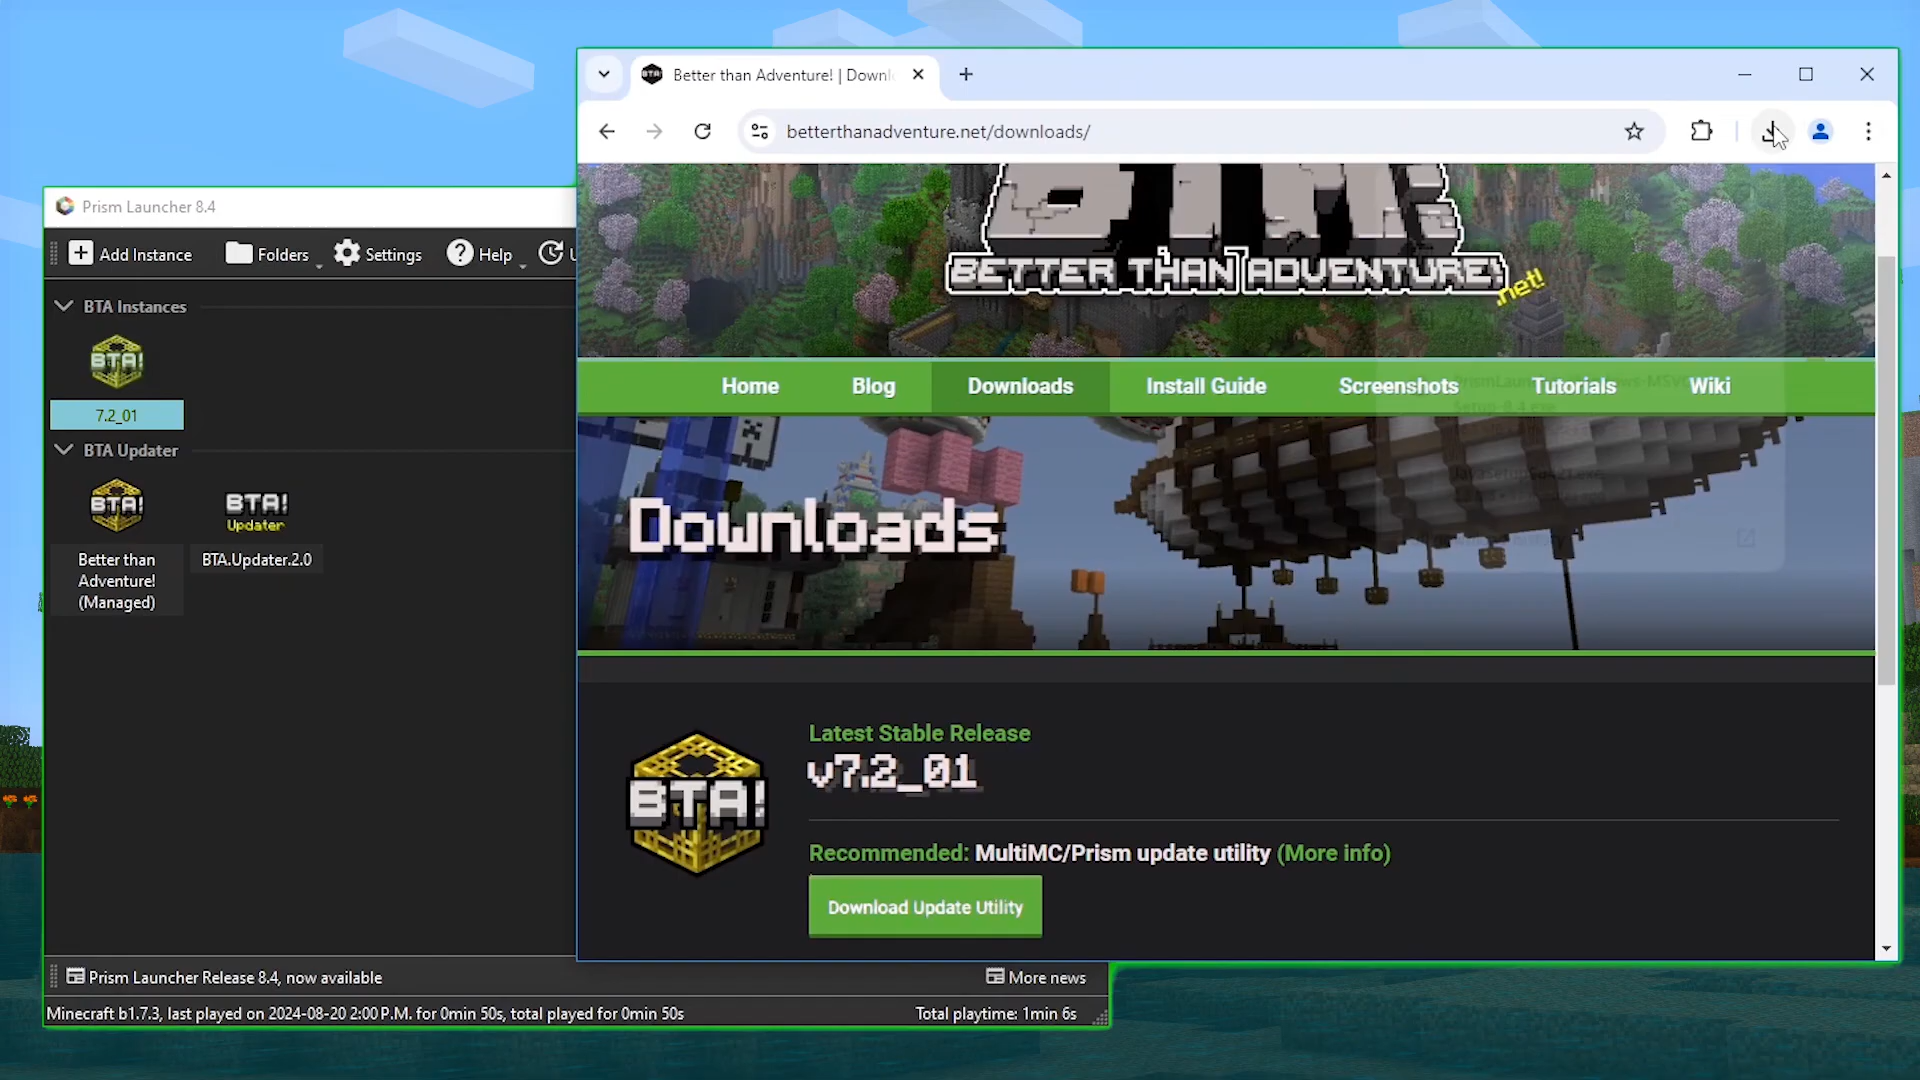 Better than Adventure! | Downl
betterthanadventure.net/downloads/
Prism Launcher 8.4
Add Instance
Folders
Settings
Help
U
BTA Instances
BTA!
7.2_01
BTA Updater
BTA!
BTA!
Updater
Better than
Adventure!
(Managed)
BTA.Updater.2.0
BETTER THAN ADVENTURE!
.net!
Home
Blog
Downloads
Install Guide
Screenshots
Tutorials
Wiki
Downloads
BTA!
Latest Stable Release
v7.2_01
Recommended: MultiMC/Prism update utility (More info)
Download Update Utility
Prism Launcher Release 8.4, now available
More news
Minecraft b1.7.3, last played on 2024-08-20 2:00 P.M. for 0min 50s, total played for 0min 50s
Total playtime: 1min 6s